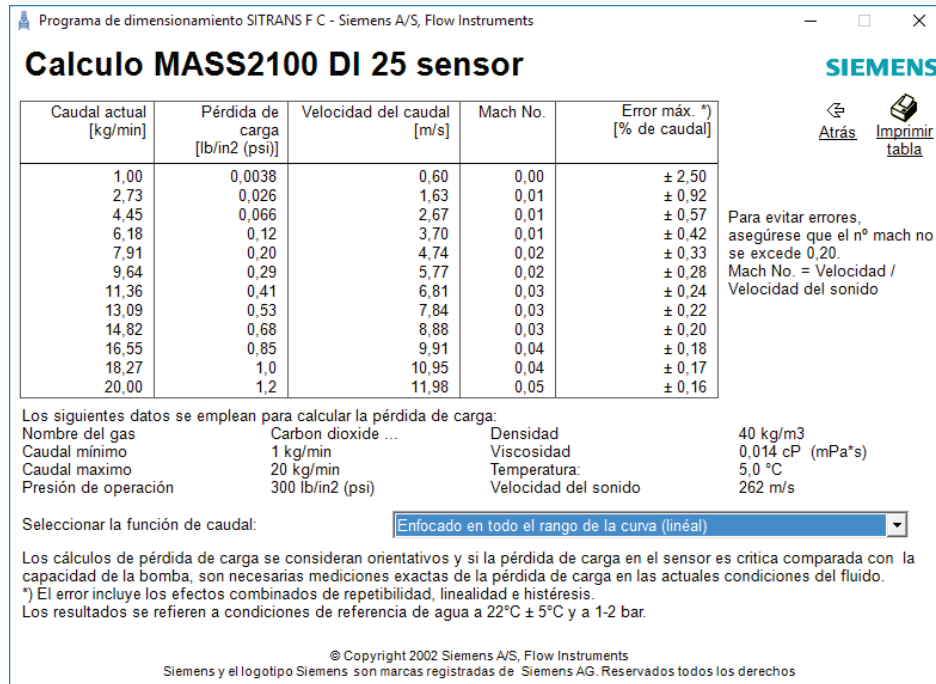 Programa de dimensionamiento SITRANS F C - Siemens A/S, Flow Instruments
Calculo MASS2100 DI 25 sensor
SIEMENS
Atrás Imprimir tabla
Caudal actual [kg/min] Pérdida de carga [lb/in2 (psi)] Velocidad del caudal [m/s] Mach No. Error máx. *) [% de caudal]
1,00 0,0038 0,60 0,00 ± 2,50
2,73 0,026 1,63 0,01 ± 0,92
4,45 0,066 2,67 0,01 ± 0,57
6,18 0,12 3,70 0,01 ± 0,42
7,91 0,20 4,74 0,02 ± 0,33
9,64 0,29 5,77 0,02 ± 0,28
11,36 0,41 6,81 0,03 ± 0,24
13,09 0,53 7,84 0,03 ± 0,22
14,82 0,68 8,88 0,03 ± 0,20
16,55 0,85 9,91 0,04 ± 0,18
18,27 1,0 10,95 0,04 ± 0,17
20,00 1,2 11,98 0,05 ± 0,16
Para evitar errores,
asegúrese que el nº mach no
se excede 0,20.
Mach No. = Velocidad /
Velocidad del sonido
Los siguientes datos se emplean para calcular la pérdida de carga:
Nombre del gas Carbon dioxide ... Densidad 40 kg/m3
Caudal mínimo 1 kg/min Viscosidad 0,014 cP (mPa*s)
Caudal maximo 20 kg/min Temperatura: 5,0 °C
Presión de operación 300 lb/in2 (psi) Velocidad del sonido 262 m/s
Seleccionar la función de caudal: Enfocado en todo el rango de la curva (linéal)
Los cálculos de pérdida de carga se consideran orientativos y si la pérdida de carga en el sensor es critica comparada con la
capacidad de la bomba, son necesarias mediciones exactas de la pérdida de carga en las actuales condiciones del fluido.
*) El error incluye los efectos combinados de repetibilidad, linealidad e histéresis.
Los resultados se refieren a condiciones de referencia de agua a 22°C ± 5°C y a 1-2 bar.
© Copyright 2002 Siemens A/S, Flow Instruments
Siemens y el logotipo Siemens son marcas registradas de Siemens AG. Reservados todos los derechos